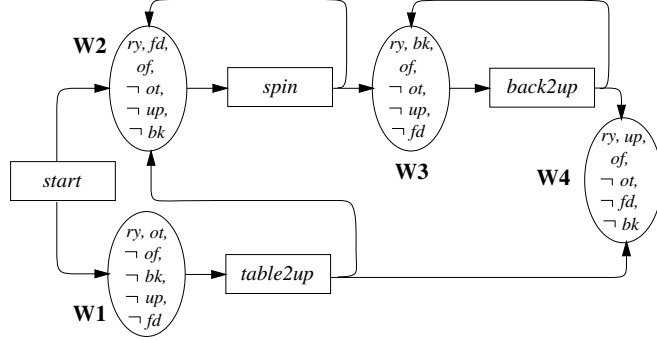 W2
ry, fd,
of,
¬ ot,
¬ up,
¬ bk
spin
ry, bk,
of,
¬ ot,
¬ up,
¬ fd
W3
back2up
ry, up,
of,
¬ ot,
¬ fd,
¬ bk
W4
start
ry, ot,
¬ of,
¬ bk,
¬ up,
¬ fd
W1
table2up